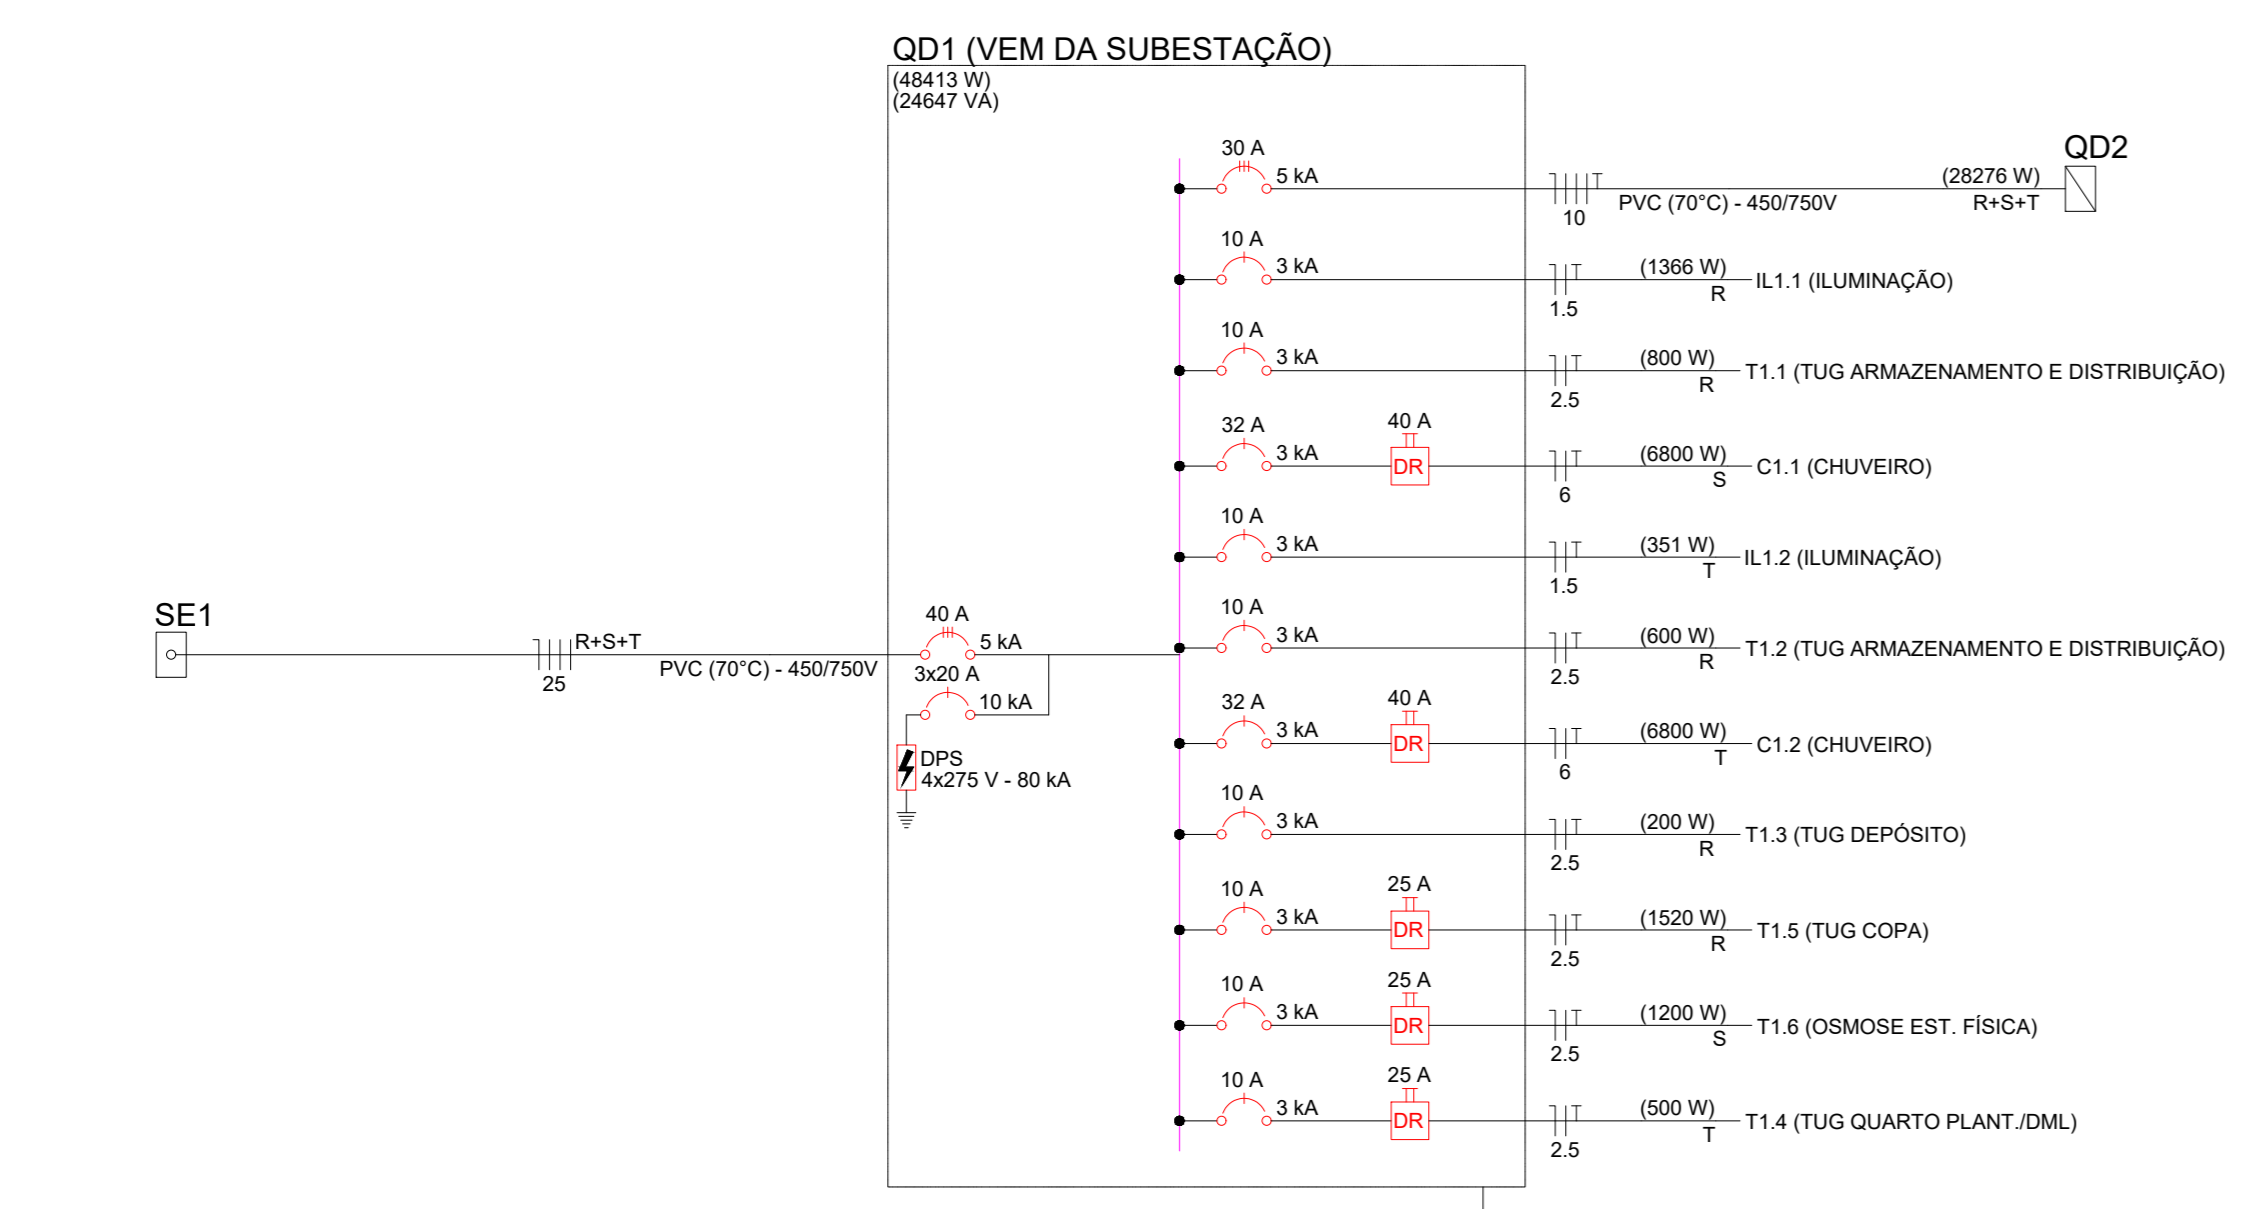 QD1 (VEM DA SUBESTAÇÃO)
(48413 W)
(24647 VA)
30 A
5 kA
10
PVC (70°C) - 450/750V
(28276 W)
R+S+T
QD2
10 A
3 kA
1.5
(1366 W)
R
IL1.1 (ILUMINAÇÃO)
10 A
3 kA
2.5
(800 W)
R
T1.1 (TUG ARMAZENAMENTO E DISTRIBUIÇÃO)
32 A
3 kA
40 A
DR
6
(6800 W)
S
C1.1 (CHUVEIRO)
10 A
3 kA
1.5
(351 W)
T
IL1.2 (ILUMINAÇÃO)
SE1
R+S+T
25
PVC (70°C) - 450/750V
40 A
5 kA
3x20 A
10 kA
DPS
4x275 V - 80 kA
10 A
3 kA
2.5
(600 W)
R
T1.2 (TUG ARMAZENAMENTO E DISTRIBUIÇÃO)
32 A
3 kA
40 A
DR
6
(6800 W)
T
C1.2 (CHUVEIRO)
10 A
3 kA
2.5
(200 W)
R
T1.3 (TUG DEPÓSITO)
10 A
3 kA
25 A
DR
2.5
(1520 W)
R
T1.5 (TUG COPA)
10 A
3 kA
25 A
DR
2.5
(1200 W)
S
T1.6 (OSMOSE EST. FÍSICA)
10 A
3 kA
25 A
DR
2.5
(500 W)
T
T1.4 (TUG QUARTO PLANT./DML)